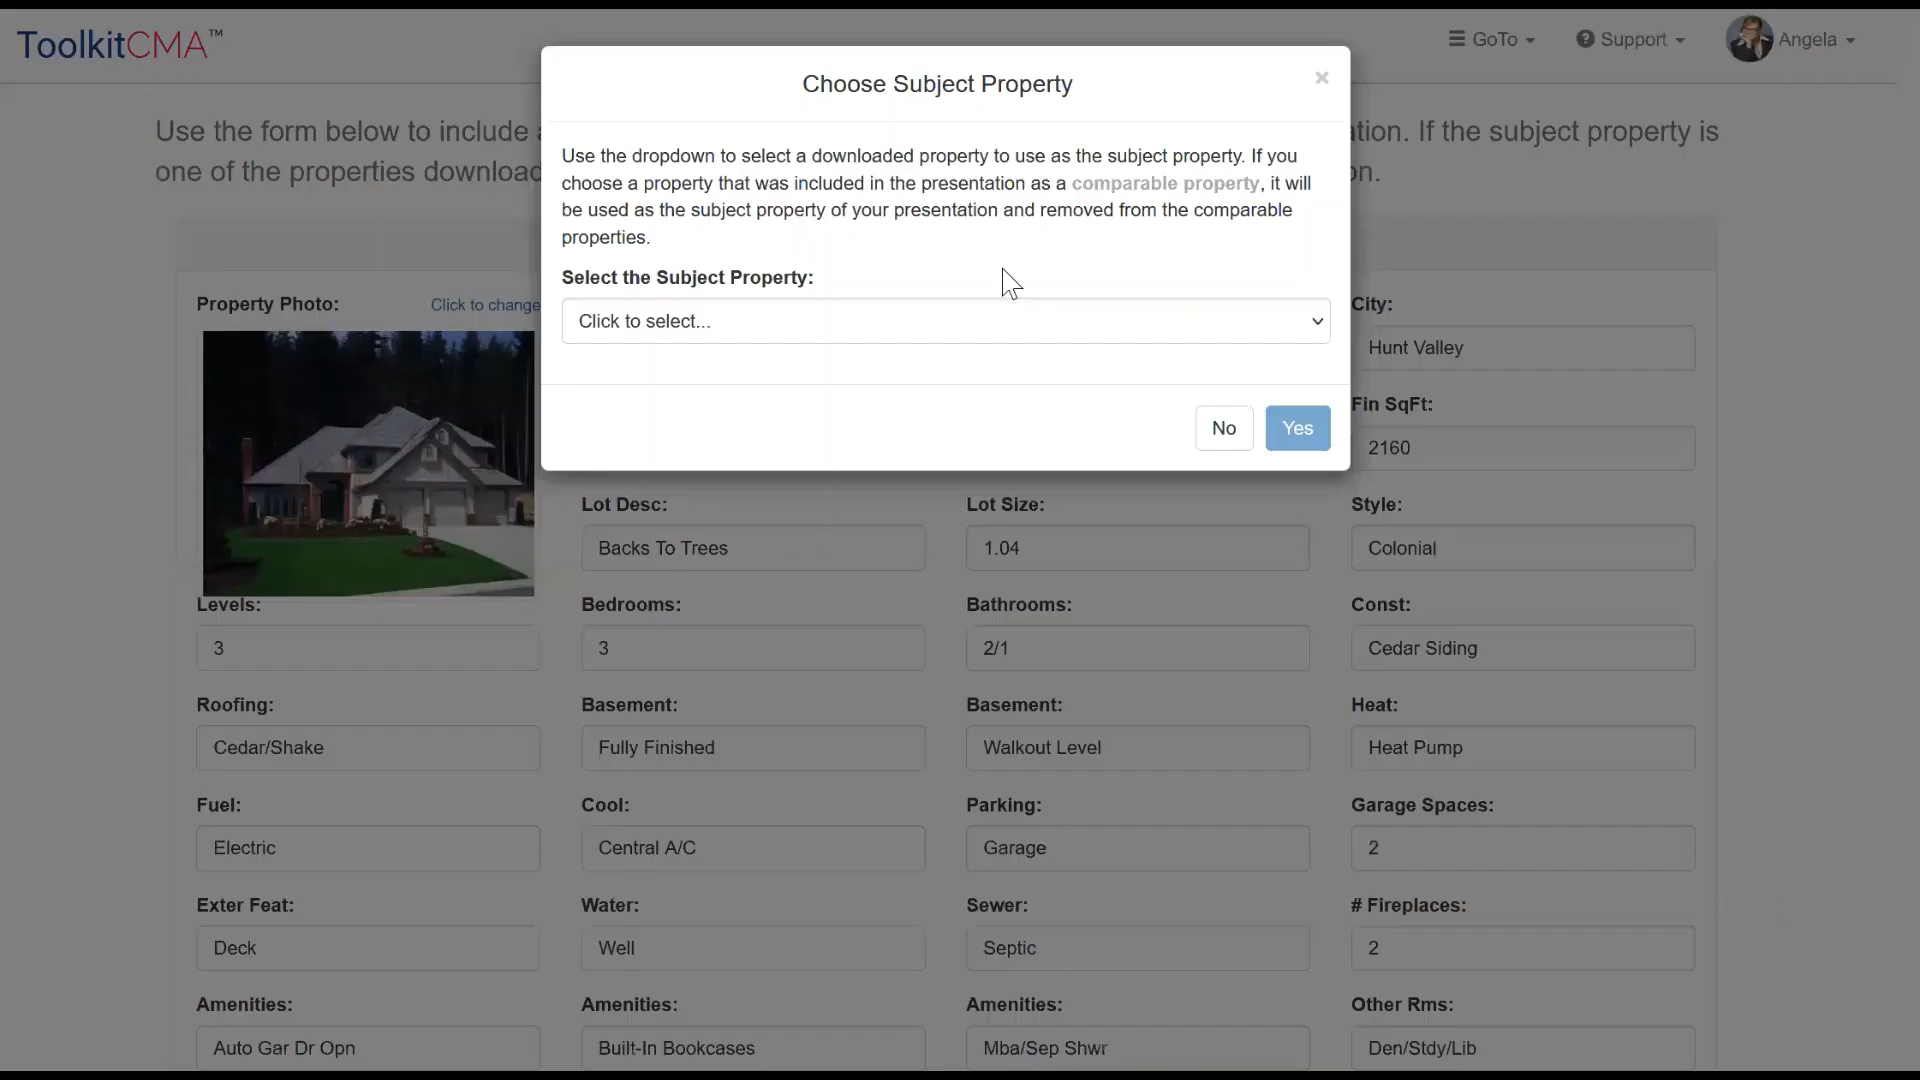 ToolkitCMA™
GoTo
Support
Angela
Choose Subject Property
×
Use the form below to include
ation. If the subject property is
one of the properties download
on.
Use the dropdown to select a downloaded property to use as the subject property. If you
choose a property that was included in the presentation as a comparable property, it will
be used as the subject property of your presentation and removed from the comparable
properties.
Select the Subject Property:
Click to select...
No
Yes
Property Photo:
Click to change
City:
Hunt Valley
Fin SqFt:
2160
Lot Desc:
Lot Size:
Style:
Backs To Trees
1.04
Colonial
Levels:
Bedrooms:
Bathrooms:
Const:
3
3
2/1
Cedar Siding
Roofing:
Basement:
Basement:
Heat:
Cedar/Shake
Fully Finished
Walkout Level
Heat Pump
Fuel:
Cool:
Parking:
Garage Spaces:
Electric
Central A/C
Garage
2
Exter Feat:
Water:
Sewer:
# Fireplaces:
Deck
Well
Septic
2
Amenities:
Amenities:
Amenities:
Other Rms:
Auto Gar Dr Opn
Built-In Bookcases
Mba/Sep Shwr
Den/Stdy/Lib